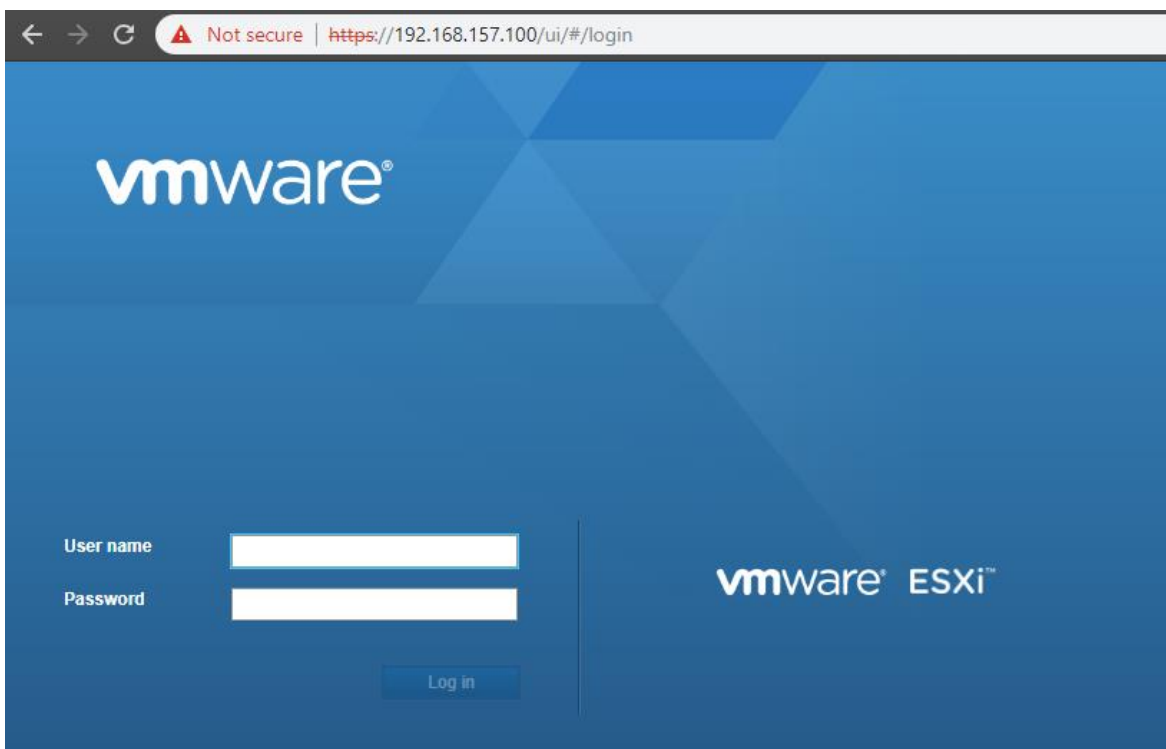 Not secure | https://192.168.157.100/ui/#/login
vmware®
User name
Password
Log in
vmware® ESXi™